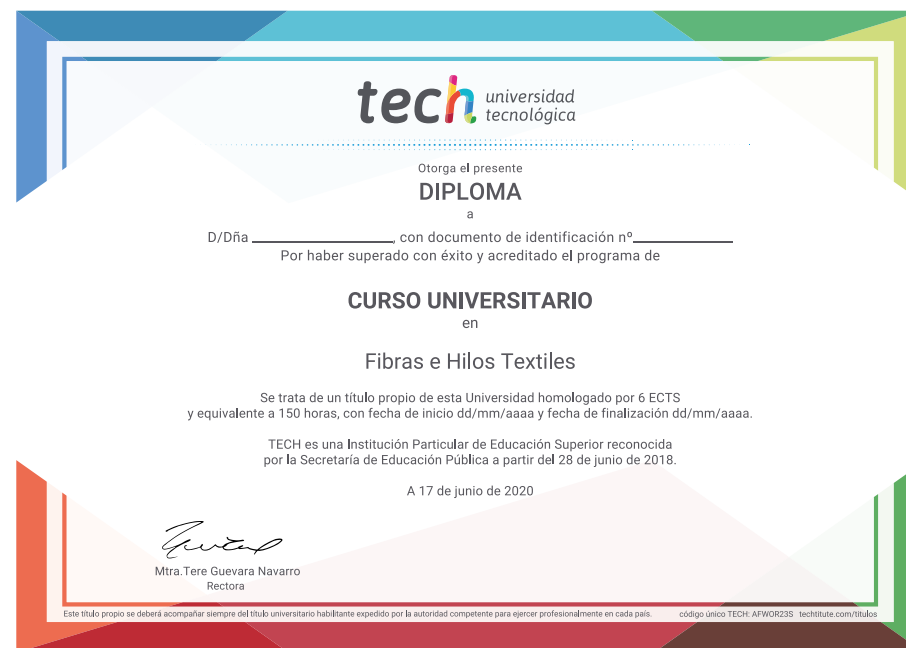 tech universidad
tecnológica
Otorga el presente
DIPLOMA
a
D/Dña ____________________, con documento de identificación nº______________
Por haber superado con éxito y acreditado el programa de
CURSO UNIVERSITARIO
en
Fibras e Hilos Textiles
Se trata de un título propio de esta Universidad homologado por 6 ECTS
y equivalente a 150 horas, con fecha de inicio dd/mm/aaaa y fecha de finalización dd/mm/aaaa.
TECH es una Institución Particular de Educación Superior reconocida
por la Secretaría de Educación Pública a partir del 28 de junio de 2018.
A 17 de junio de 2020
Mtra.Tere Guevara Navarro
Rectora
Este título propio se deberá acompañar siempre del título universitario habilitante expedido por la autoridad competente para ejercer profesionalmente en cada país. código único TECH: AFWOR23S techtitute.com/titulos